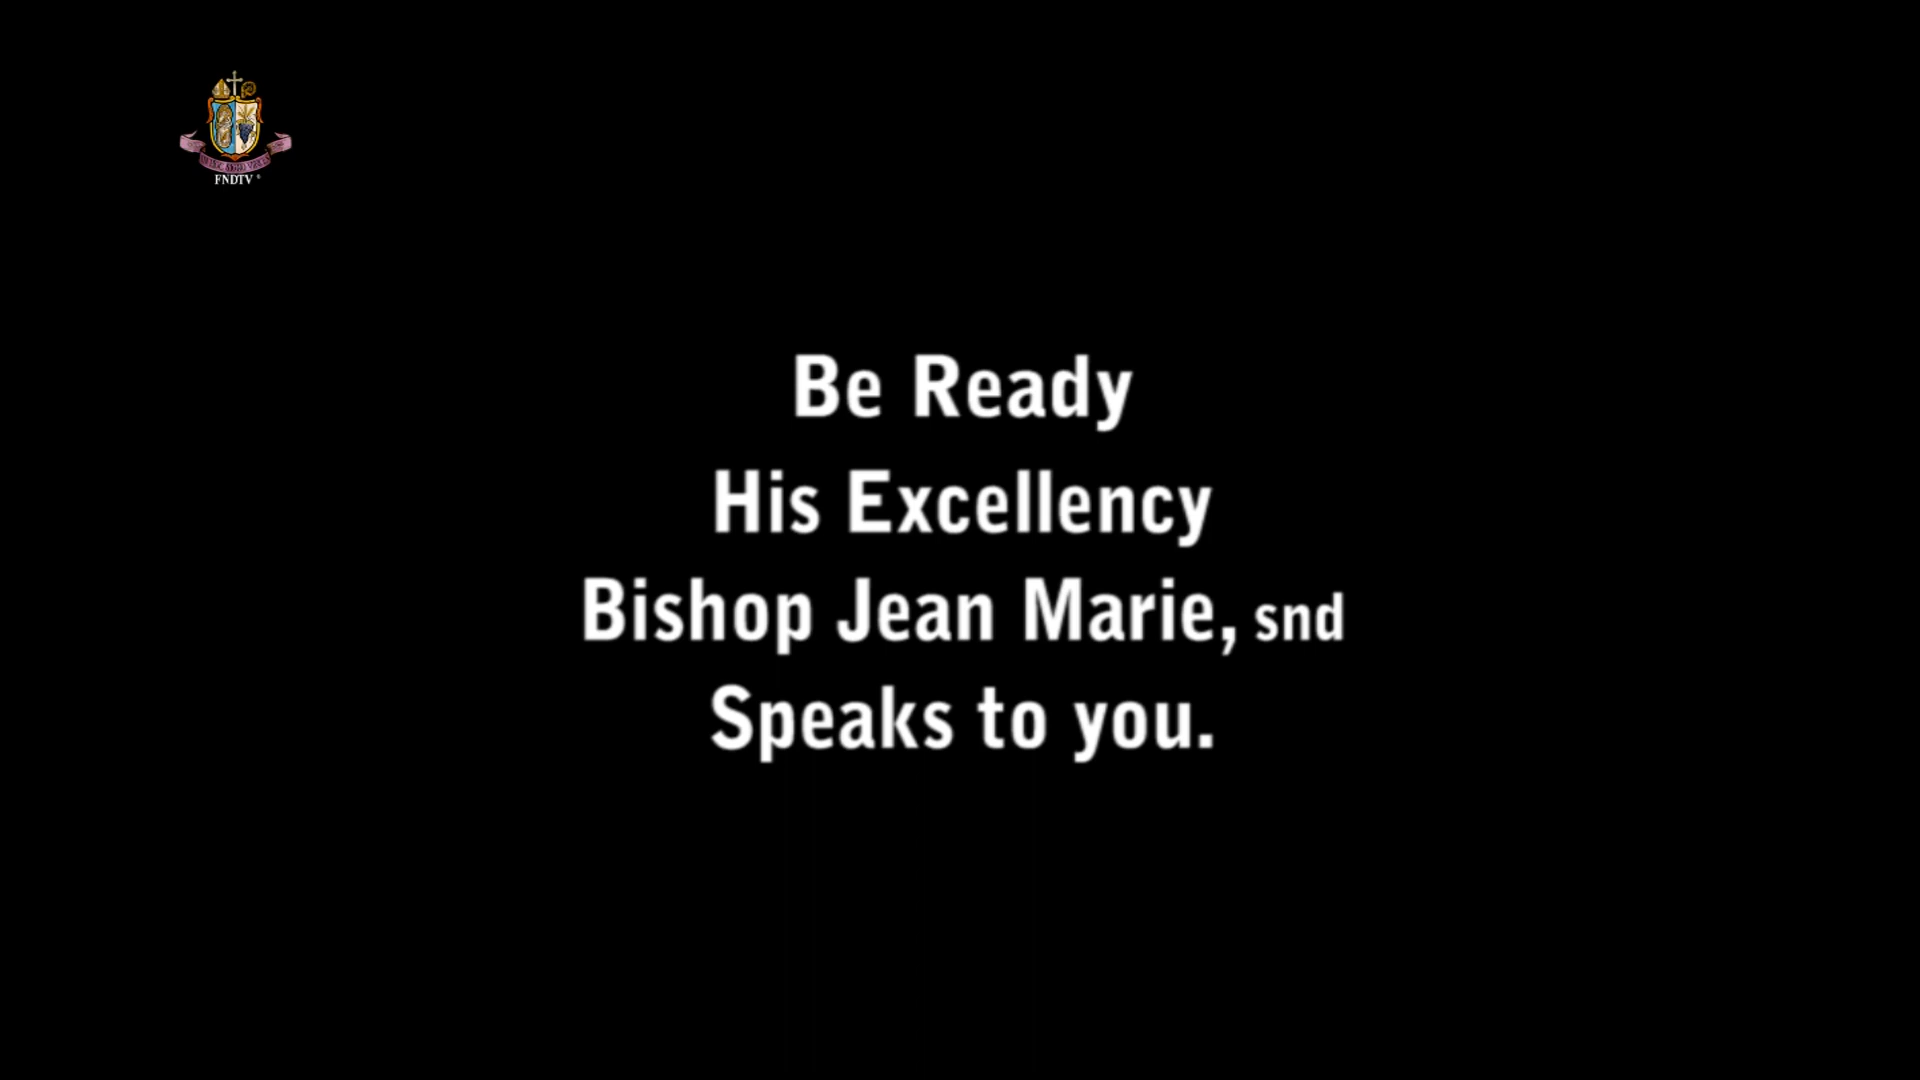 FNDTV
Be Ready
His Excellency
Bishop Jean Marie, snd
Speaks to you.